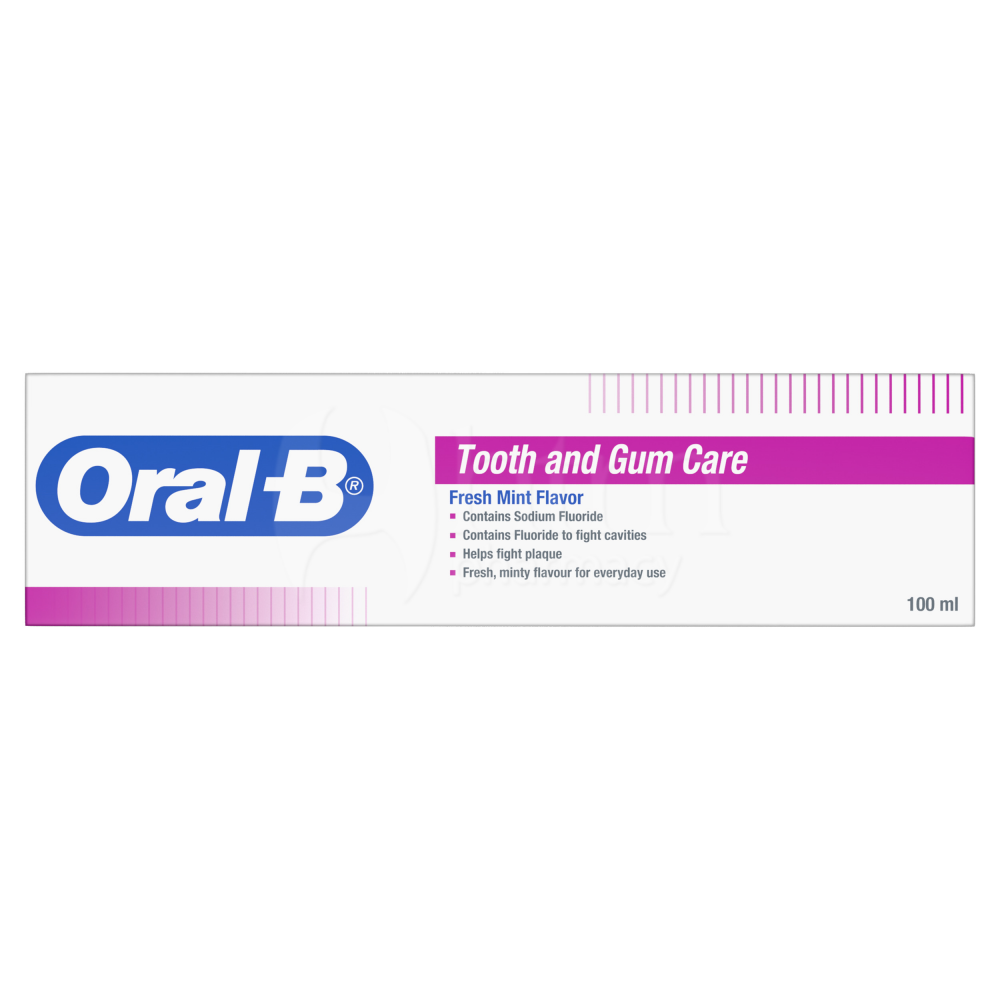 Oral-B®
Tooth and Gum Care
Fresh Mint Flavor
Contains Sodium Fluoride
Contains Fluoride to fight cavities
Helps fight plaque
Fresh, minty flavour for everyday use
pharmacy
100 ml